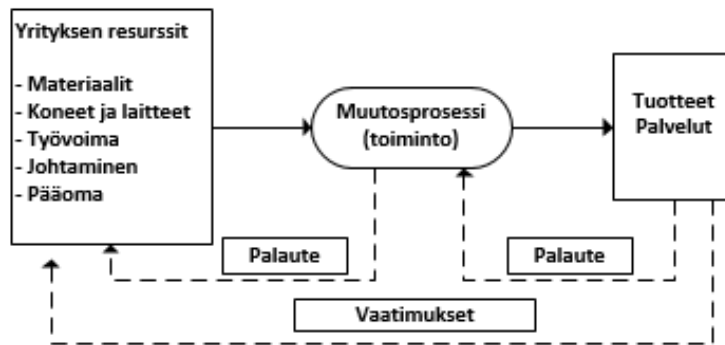 Yrityksen resurssit
- Materiaalit
- Koneet ja laitteet
- Työvoima
- Johtaminen
- Pääoma
Muutosprosessi
(toiminto)
Tuotteet
Palvelut
Palaute
Palaute
Vaatimukset